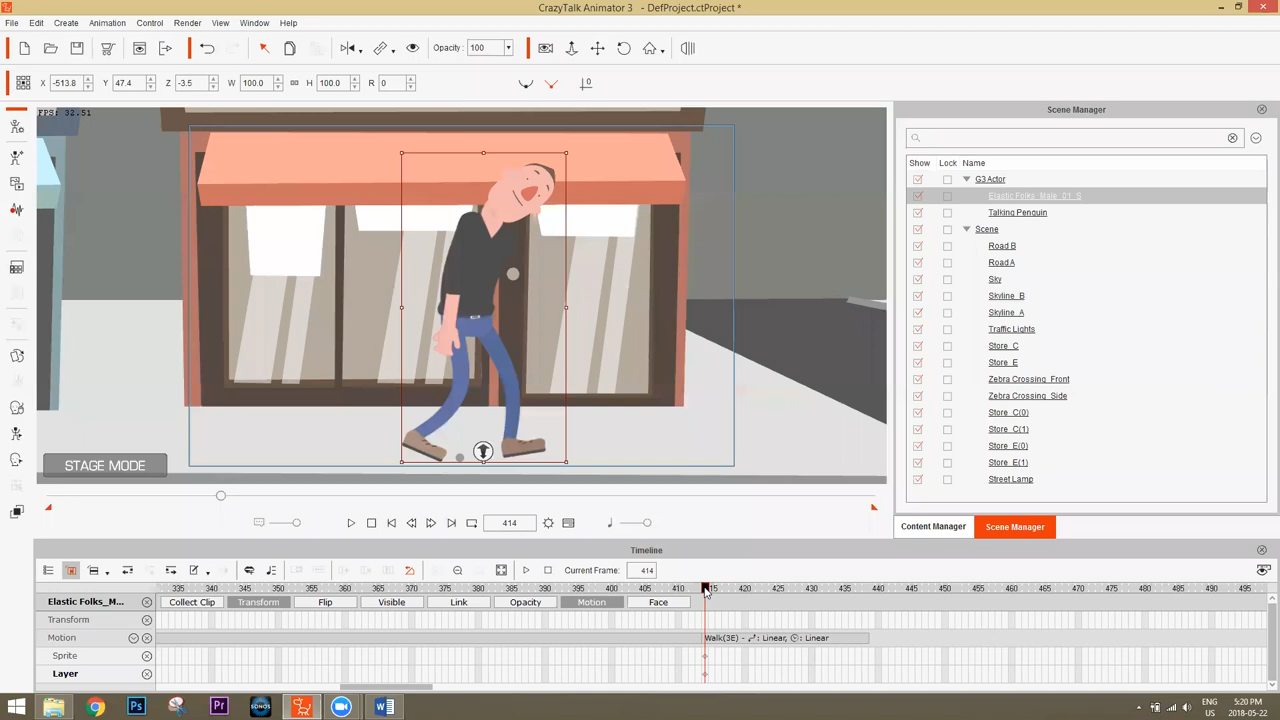 CrazyTalk Animator 3 - DefProject.ctProject *
File Edit Create Animation Control Render View Window Help
Opacity : 100
X -513.8 Y 47.4 Z -3.5 W 100.0 H 100.0 R 0
FPS: 32.51
STAGE MODE
Scene Manager
Show Lock Name
G3 Actor
Elastic Folks_Male_01_S
Talking Penguin
Scene
Road B
Road A
Sky
Skyline_B
Skyline_A
Traffic Lights
Store_C
Store_E
Zebra Crossing_Front
Zebra Crossing_Side
Store_C(0)
Store_C(1)
Store_E(0)
Store_E(1)
Street Lamp
414
Content Manager Scene Manager
Timeline
Current Frame: 414
335 340 345 350 355 360 365 370 375 380 385 390 395 400 405 410 415 420 425 430 435 440 445 450 455 460 465 470 475 480 485 490 495
Elastic Folks_M... Collect Clip Transform Flip Visible Link Opacity Motion Face
Transform
Motion Walk(3E) - : Linear, : Linear
Sprite
Layer
ENG 5:20 PM
US 2018-05-22